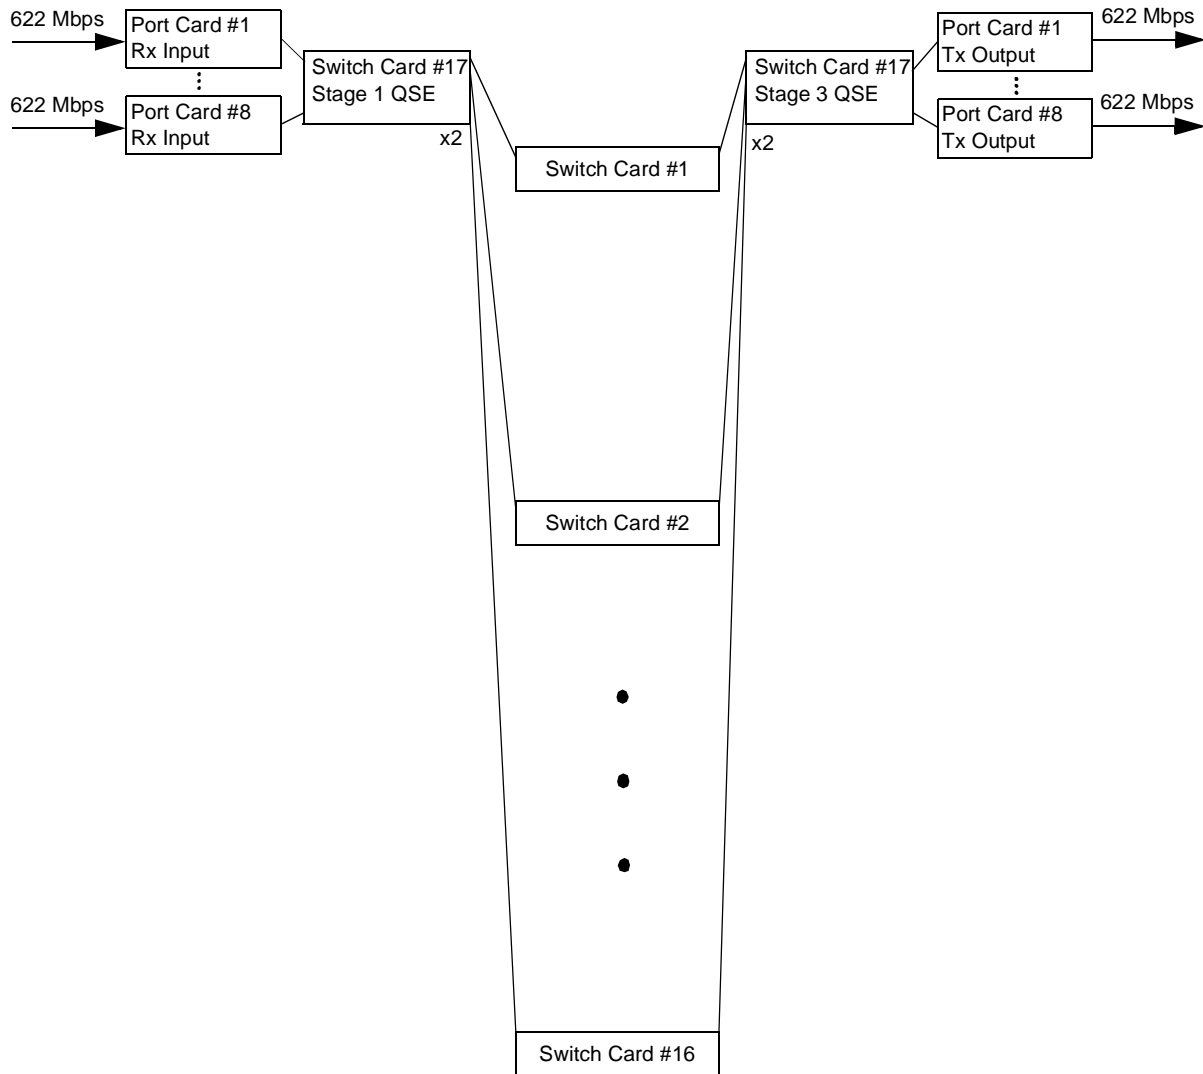 622 Mbps
Port Card #1
Rx Input
622 Mbps
Port Card #8
Rx Input
Switch Card #17
Stage 1 QSE
x2
Switch Card #1
Switch Card #2
Switch Card #16
Switch Card #17
Stage 3 QSE
x2
Port Card #1
Tx Output
622 Mbps
Port Card #8
Tx Output
622 Mbps